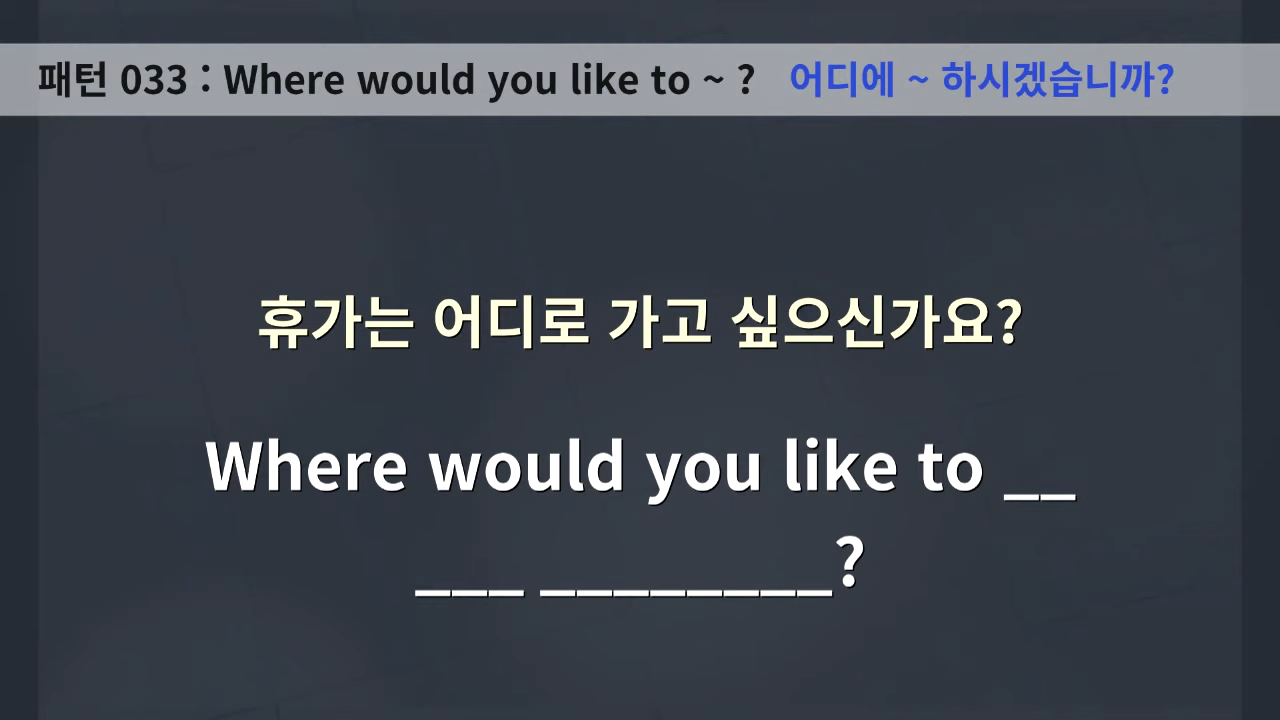 패턴 033 : Where would you like to ~ ? 어디에 ~ 하시겠습니까?
휴가는 어디로 가고 싶으신가요?
Where would you like to __
___ ________?